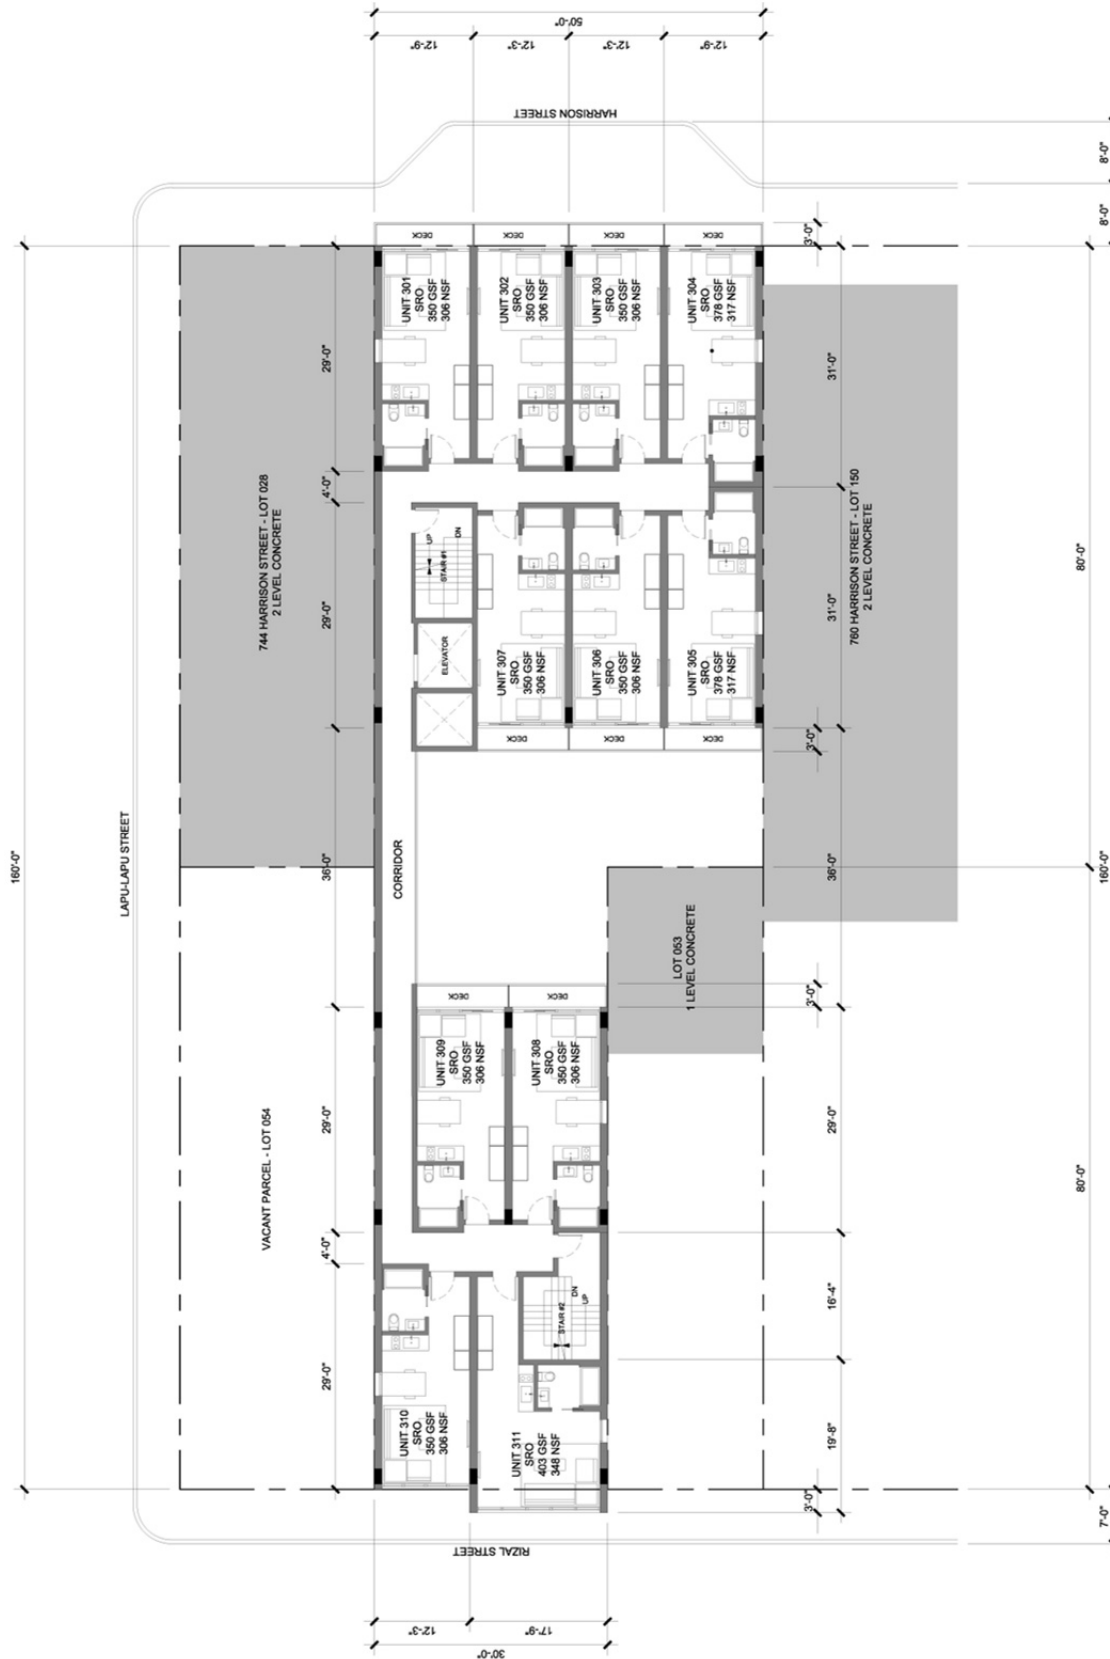 50'-0"
12'-9"
12'-3"
12'-3"
12'-9"
HARRISON STREET
8'-0"
8'-0"
3'-0"
DECK
DECK
DECK
DECK
UNIT 301
SRO
350 GSF
306 NSF
UNIT 302
SRO
350 GSF
306 NSF
UNIT 303
SRO
350 GSF
306 NSF
UNIT 304
SRO
378 GSF
317 NSF
29'-0"
31'-0"
4'-0"
744 HARRISON STREET - LOT 028
2 LEVEL CONCRETE
760 HARRISON STREET - LOT 150
2 LEVEL CONCRETE
80'-0"
UP
DN
STAIR #1
ELEVATOR
29'-0"
31'-0"
UNIT 307
SRO
350 GSF
306 NSF
UNIT 306
SRO
350 GSF
306 NSF
UNIT 305
SRO
378 GSF
317 NSF
DECK
DECK
DECK
3'-0"
LAPU-LAPU STREET
160'-0"
36'-0"
CORRIDOR
36'-0"
160'-0"
LOT 053
1 LEVEL CONCRETE
DECK
DECK
3'-0"
UNIT 309
SRO
350 GSF
306 NSF
UNIT 308
SRO
350 GSF
306 NSF
VACANT PARCEL - LOT 054
29'-0"
29'-0"
80'-0"
4'-0"
16'-4"
STAIR #2
DN
UP
29'-0"
UNIT 310
SRO
350 GSF
306 NSF
UNIT 311
SRO
403 GSF
348 NSF
19'-8"
3'-0"
7'-0"
RIZAL STREET
12'-3"
17'-9"
30'-0"